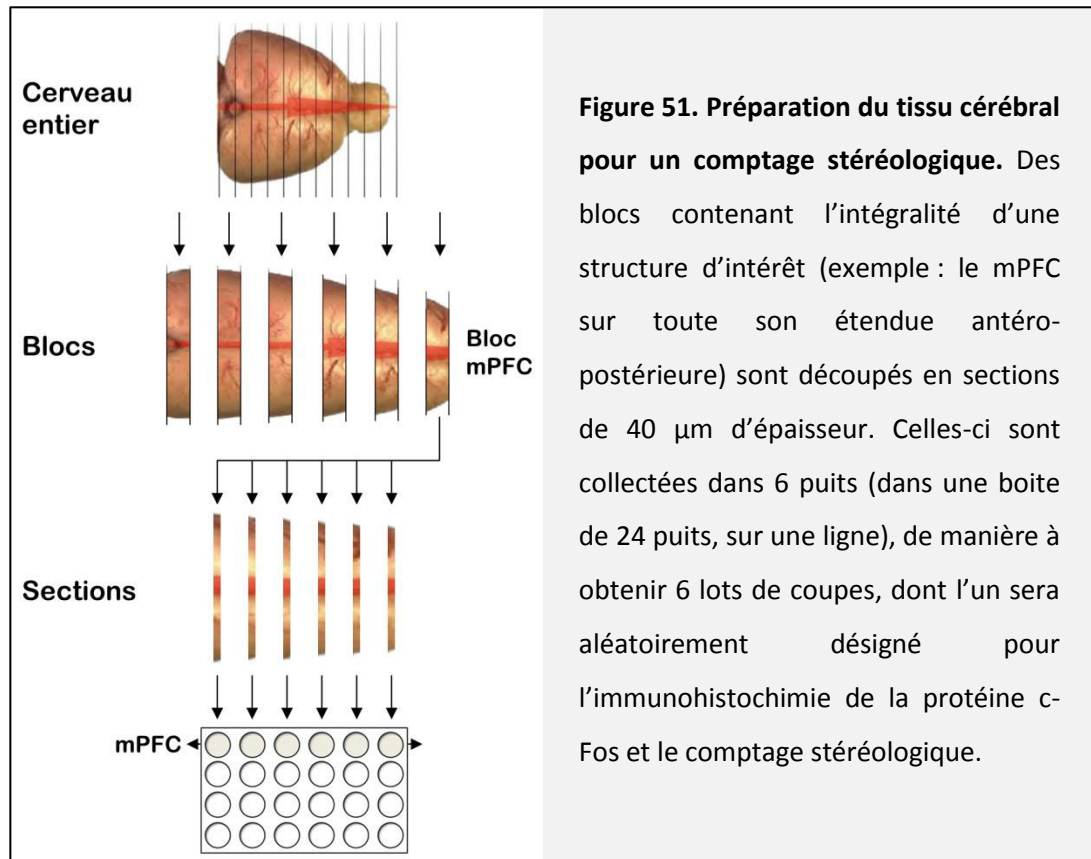 Cerveau
entier
Blocs
Bloc
mPFC
Sections
mPFC
Figure 51. Préparation du tissu cérébral
pour un comptage stéréologique. Des
blocs contenant l’intégralité d’une
structure d’intérêt (exemple : le mPFC
sur toute son étendue antéro-
postérieure) sont découpés en sections
de 40 µm d’épaisseur. Celles-ci sont
collectées dans 6 puits (dans une boite
de 24 puits, sur une ligne), de manière à
obtenir 6 lots de coupes, dont l’un sera
aléatoirement désigné pour
l’immunohistochimie de la protéine c-
Fos et le comptage stéréologique.